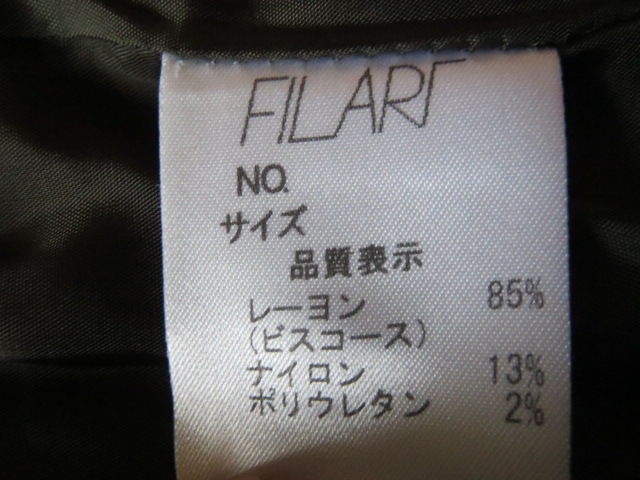 FILART
NO.
サイズ
品質表示
レーヨン 85%
(ビスコース)
ナイロン 13%
ポリウレタン 2%